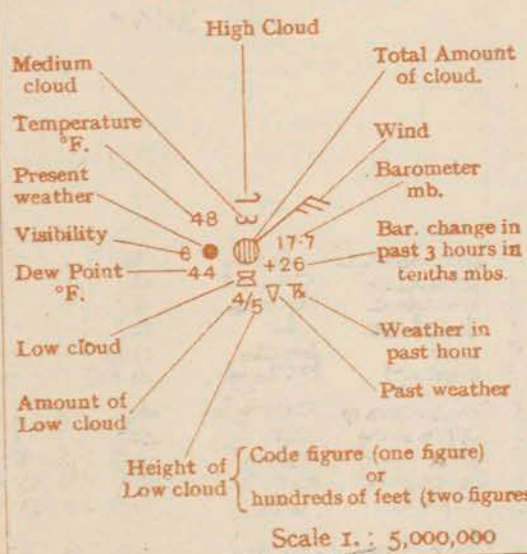 High Cloud
Medium
cloud
Total Amount
of cloud.
Temperature
°F.
Wind
Present
weather
Barometer
mb.
48
Visibility
6
17.7
Bar. change in
past 3 hours in
tenths mbs.
+26
Dew Point
°F.
44
4/5
Low cloud
Weather in
past hour
Amount of
Low cloud
Past weather
Height of
Low cloud
Code figure (one figure)
or
hundreds of feet (two figures
Scale 1. : 5,000,000